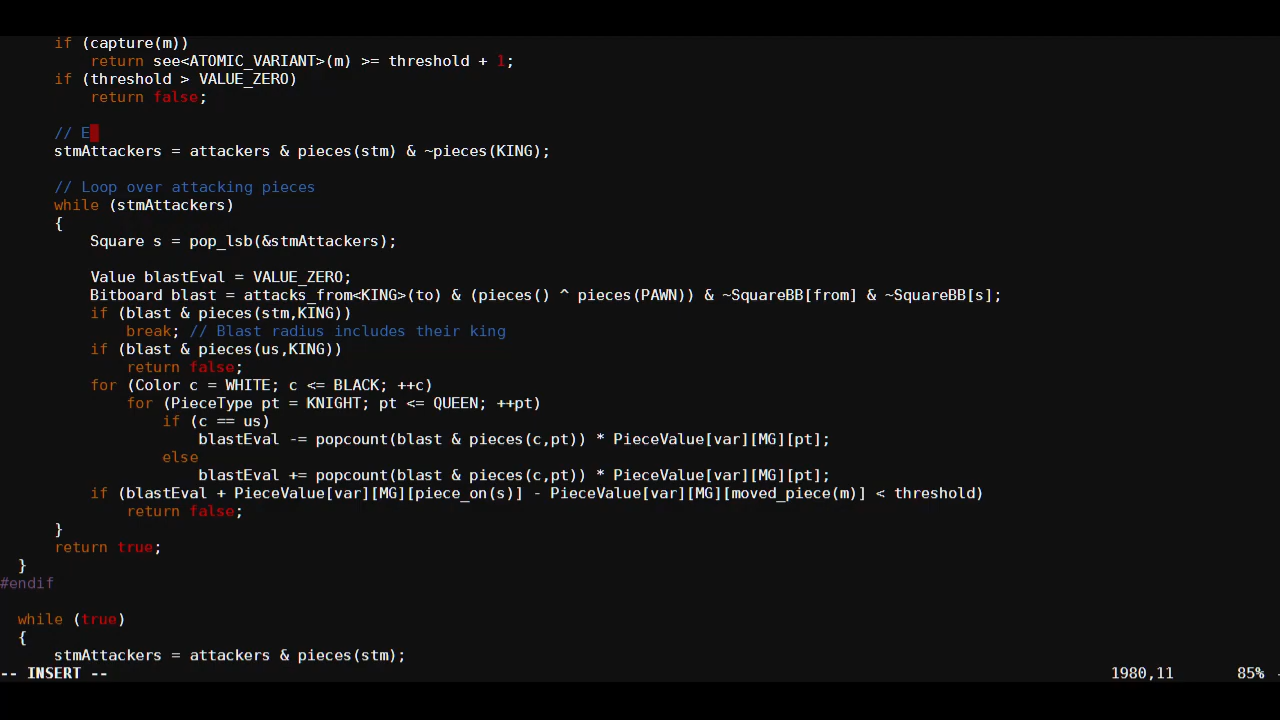 if (capture(m))
return see<ATOMIC_VARIANT>(m) >= threshold + 1;
if (threshold > VALUE_ZERO)
return false;
// E
stmAttackers = attackers & pieces(stm) & ~pieces(KING);
// Loop over attacking pieces
while (stmAttackers)
{
Square s = pop_lsb(&stmAttackers);
Value blastEval = VALUE_ZERO;
Bitboard blast = attacks_from<KING>(to) & (pieces() ^ pieces(PAWN)) & ~SquareBB[from] & ~SquareBB[s];
if (blast & pieces(stm,KING))
break; // Blast radius includes their king
if (blast & pieces(us,KING))
return false;
for (Color c = WHITE; c <= BLACK; ++c)
for (PieceType pt = KNIGHT; pt <= QUEEN; ++pt)
if (c == us)
blastEval -= popcount(blast & pieces(c,pt)) * PieceValue[var][MG][pt];
else
blastEval += popcount(blast & pieces(c,pt)) * PieceValue[var][MG][pt];
if (blastEval + PieceValue[var][MG][piece_on(s)] - PieceValue[var][MG][moved_piece(m)] < threshold)
return false;
}
return true;
}
#endif
while (true)
{
stmAttackers = attackers & pieces(stm);
-- INSERT -- 1980,11 85%